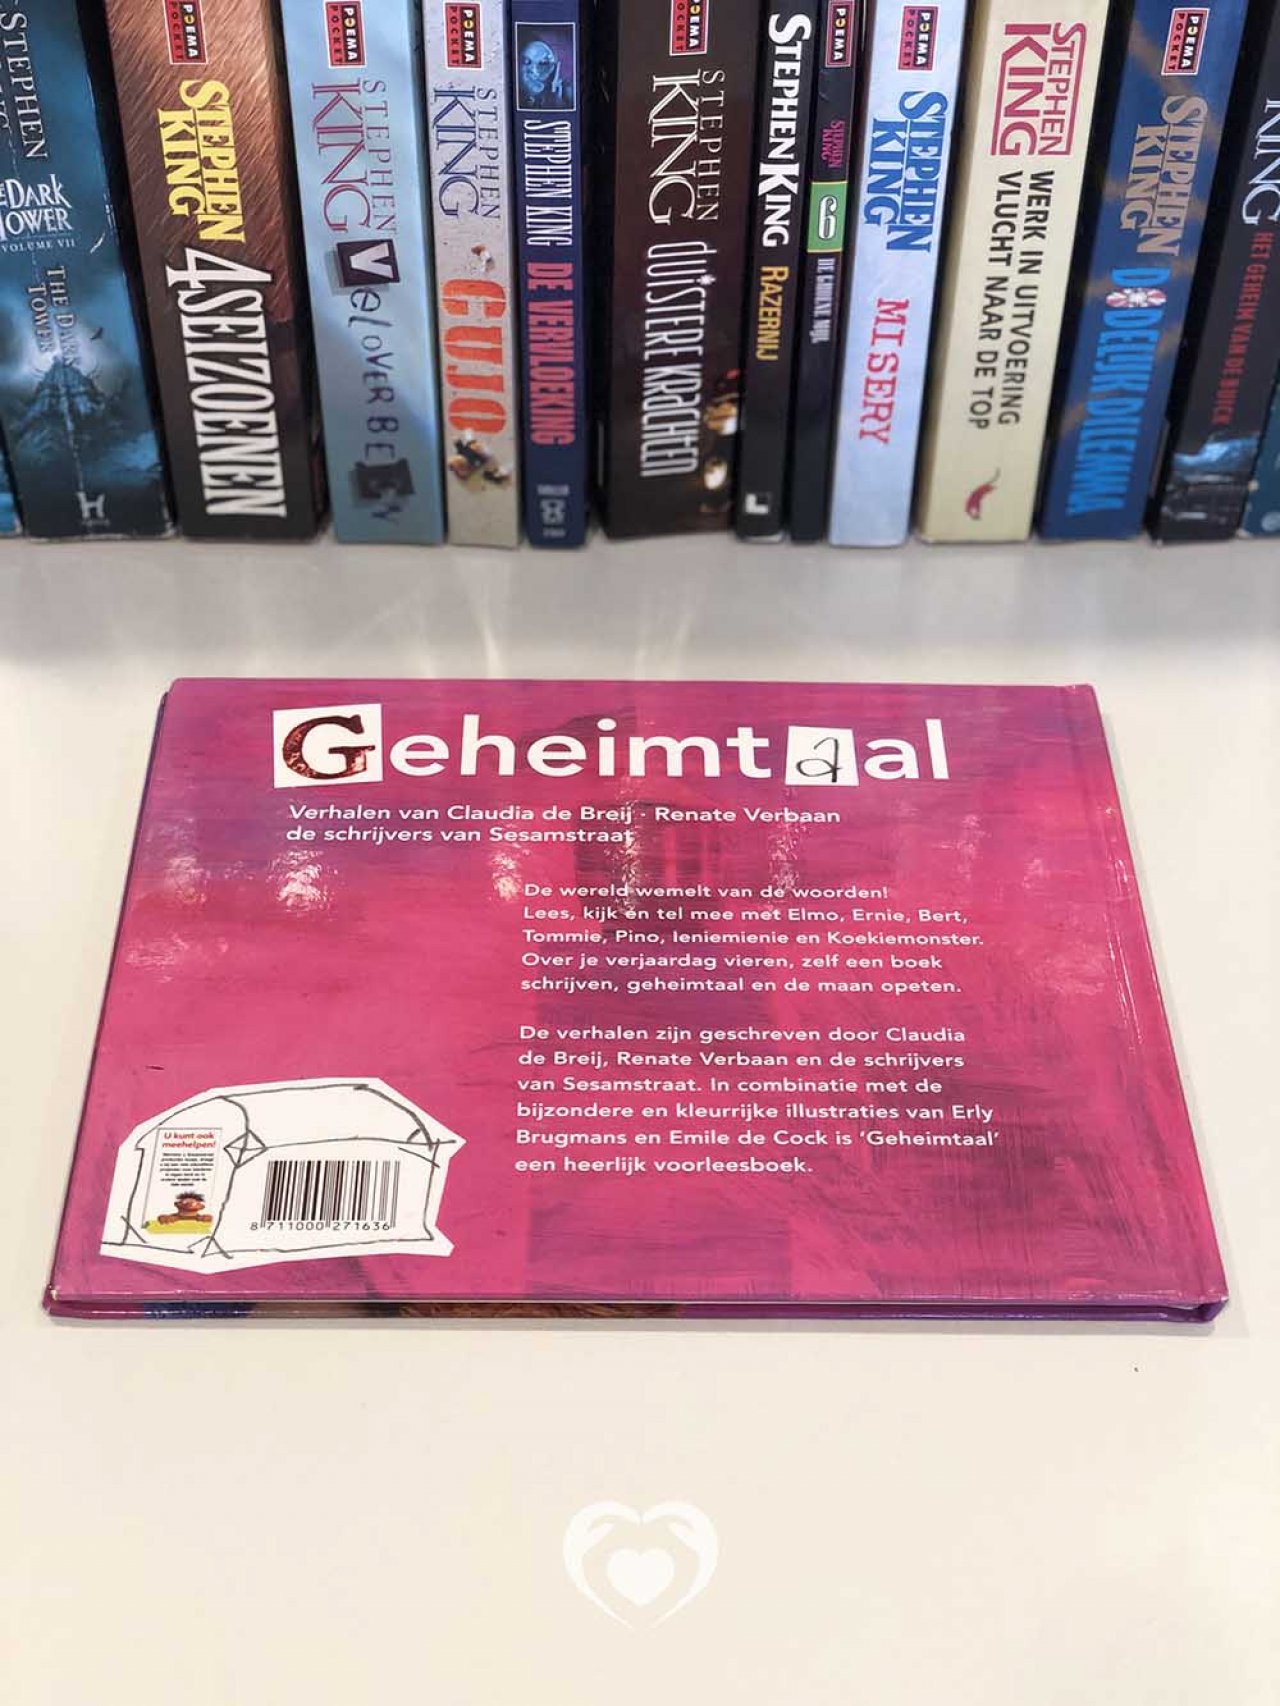 STEPHEN
THE DARK
TOWER
VOLUME VII
THE DARK
TOWER
POEMA
POCKET
STEPHEN
KING
4SEIZOENEN
POEMA
POCKET
STEPHEN
KING
VelOVERBEEK
POEMA
POCKET
STEPHEN
KING
CUJO
STEPHEN KING
DE VERVLOEKING
POEMA
POCKET
STEPHEN
KING
DUISTERE KRACHTEN
STEPHEN KING
RAZERNIJ
POEMA
POCKET
STEPHEN
KING
6
DE GROENE MIJL
POEMA
POCKET
STEPHEN
KING
MISERY
STEPHEN
KING
WERK IN UITVOERING
VLUCHT NAAR DE TOP
POEMA
POCKET
STEPHEN
KING
DODELIJK DILEMMA
KING
HET GEHEIM VAN DE BUICK
Geheimtaal
Verhalen van Claudia de Breij · Renate Verbaan
de schrijvers van Sesamstraat
De wereld wemelt van de woorden!
Lees, kijk en tel mee met Elmo, Ernie, Bert,
Tommie, Pino, Ieniemienie en Koekiemonster.
Over je verjaardag vieren, zelf een boek
schrijven, geheimtaal en de maan opeten.
De verhalen zijn geschreven door Claudia
de Breij, Renate Verbaan en de schrijvers
van Sesamstraat. In combinatie met de
bijzondere en kleurrijke illustraties van Erly
Brugmans en Emile de Cock is ‘Geheimtaal’
een heerlijk voorleesboek.
U kunt ook
meehelpen!
8 711000 271636